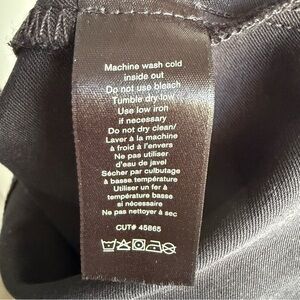 Machine wash cold
inside out
Do not use bleach
Tumble dry low
Use low iron
if necessary
Do not dry clean/
Laver à la machine
à froid à l'envers
Ne pas utiliser
d'eau de javel
Sécher par culbutage
à basse température
Utiliser un fer à
température basse
si nécessaire
Ne pas nettoyer à sec
CUT# 45865